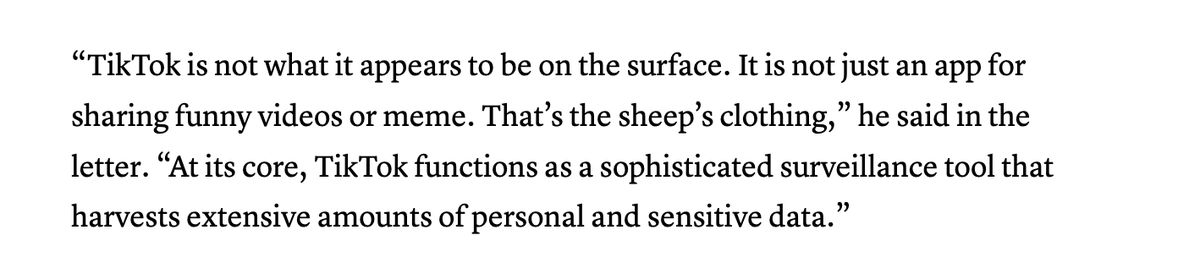 “TikTok is not what it appears to be on the surface. It is not just an app for
sharing funny videos or meme. That’s the sheep’s clothing,” he said in the
letter. “At its core, TikTok functions as a sophisticated surveillance tool that
harvests extensive amounts of personal and sensitive data.”